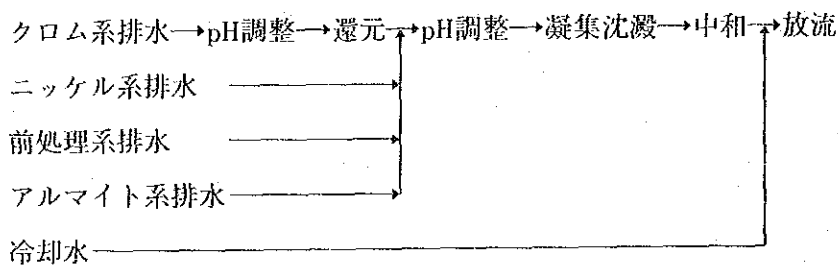 クロム系排水→pH調整→還元→pH調整→凝集沈澱→中和→放流
ニッケル系排水
前処理系排水
アルマイト系排水
冷却水